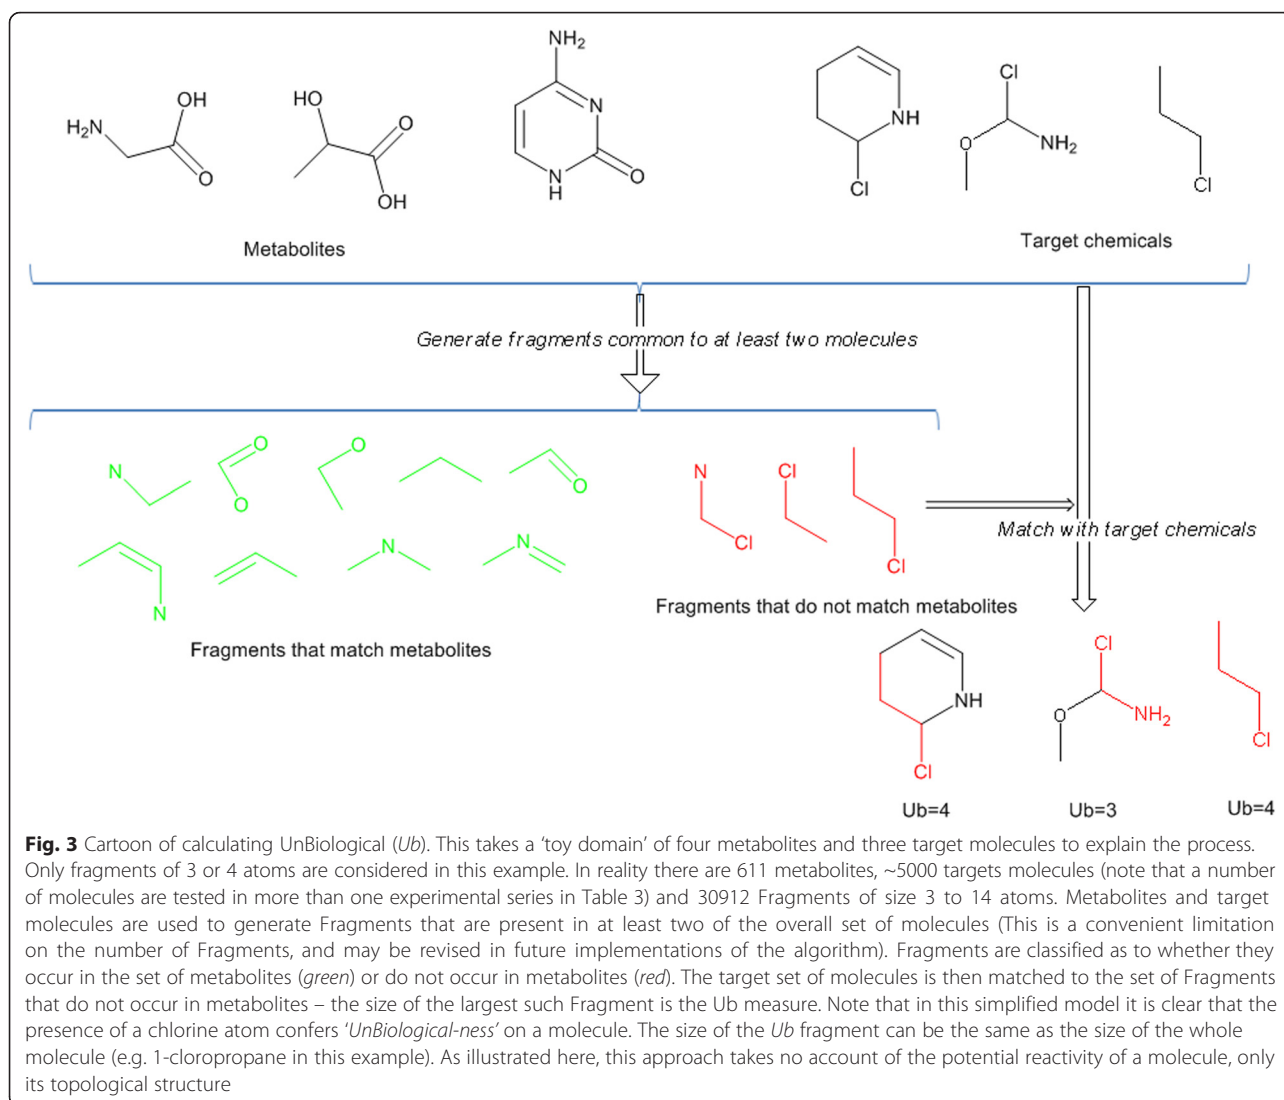 H₂N
OH
O
HO
O
OH
NH₂
N
N
H
O
NH
Cl
Cl
O
NH₂
Cl
Metabolites
Target chemicals
Generate fragments common to at least two molecules
N
O
O
O
O
N
N
N
N
Cl
Cl
Cl
Match with target chemicals
Fragments that match metabolites
Fragments that do not match metabolites
NH
Cl
Cl
O
NH₂
Cl
Ub=4
Ub=3
Ub=4
Fig. 3 Cartoon of calculating UnBiological (Ub). This takes a ‘toy domain’ of four metabolites and three target molecules to explain the process.
Only fragments of 3 or 4 atoms are considered in this example. In reality there are 611 metabolites, ~5000 targets molecules (note that a number
of molecules are tested in more than one experimental series in Table 3) and 30912 Fragments of size 3 to 14 atoms. Metabolites and target
molecules are used to generate Fragments that are present in at least two of the overall set of molecules (This is a convenient limitation
on the number of Fragments, and may be revised in future implementations of the algorithm). Fragments are classified as to whether they
occur in the set of metabolites (green) or do not occur in metabolites (red). The target set of molecules is then matched to the set of Fragments
that do not occur in metabolites – the size of the largest such Fragment is the Ub measure. Note that in this simplified model it is clear that the
presence of a chlorine atom confers ‘UnBiological-ness’ on a molecule. The size of the Ub fragment can be the same as the size of the whole
molecule (e.g. 1-cloropropane in this example). As illustrated here, this approach takes no account of the potential reactivity of a molecule, only
its topological structure